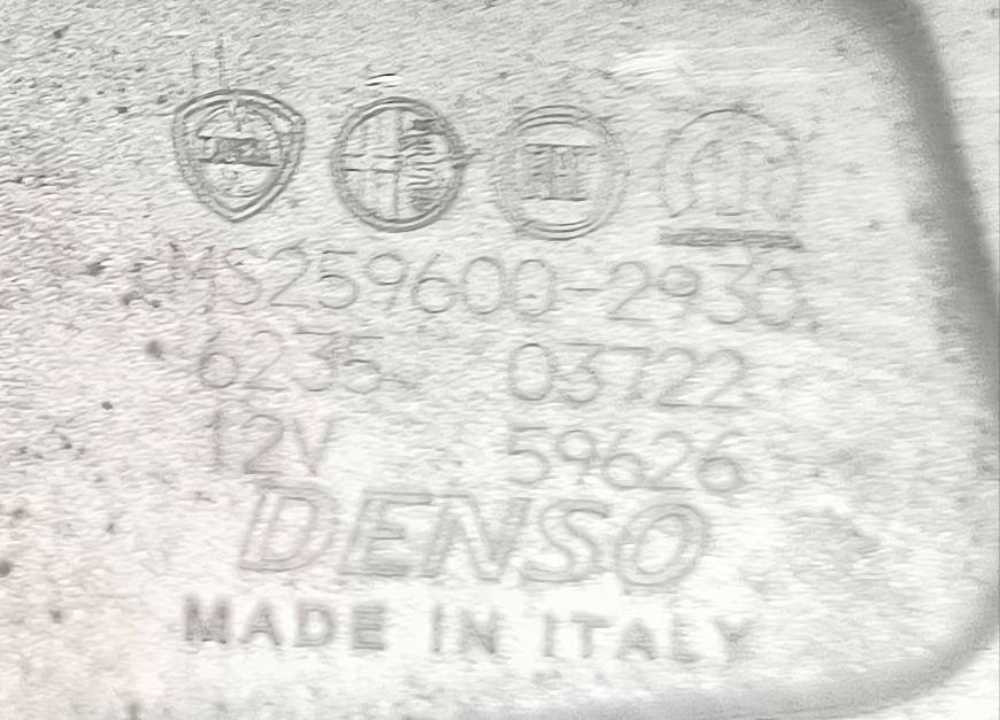 MS259600-2930
6235 03722
12V 59626
DENSO
MADE IN ITALY